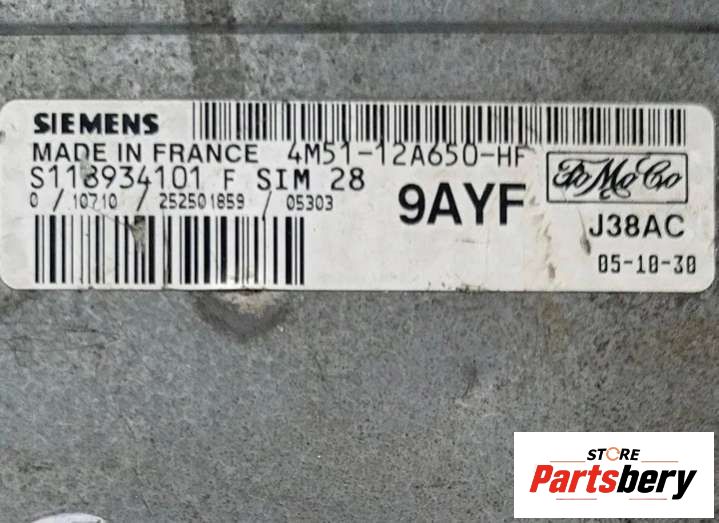 SIEMENS
MADE IN FRANCE 4M51-12A650-HF
S118934101 F SIM 28
0 / 10710 / 252501859 / 05303
9AYF
FoMoCo
J38AC
05-10-30
STORE
Partsbery